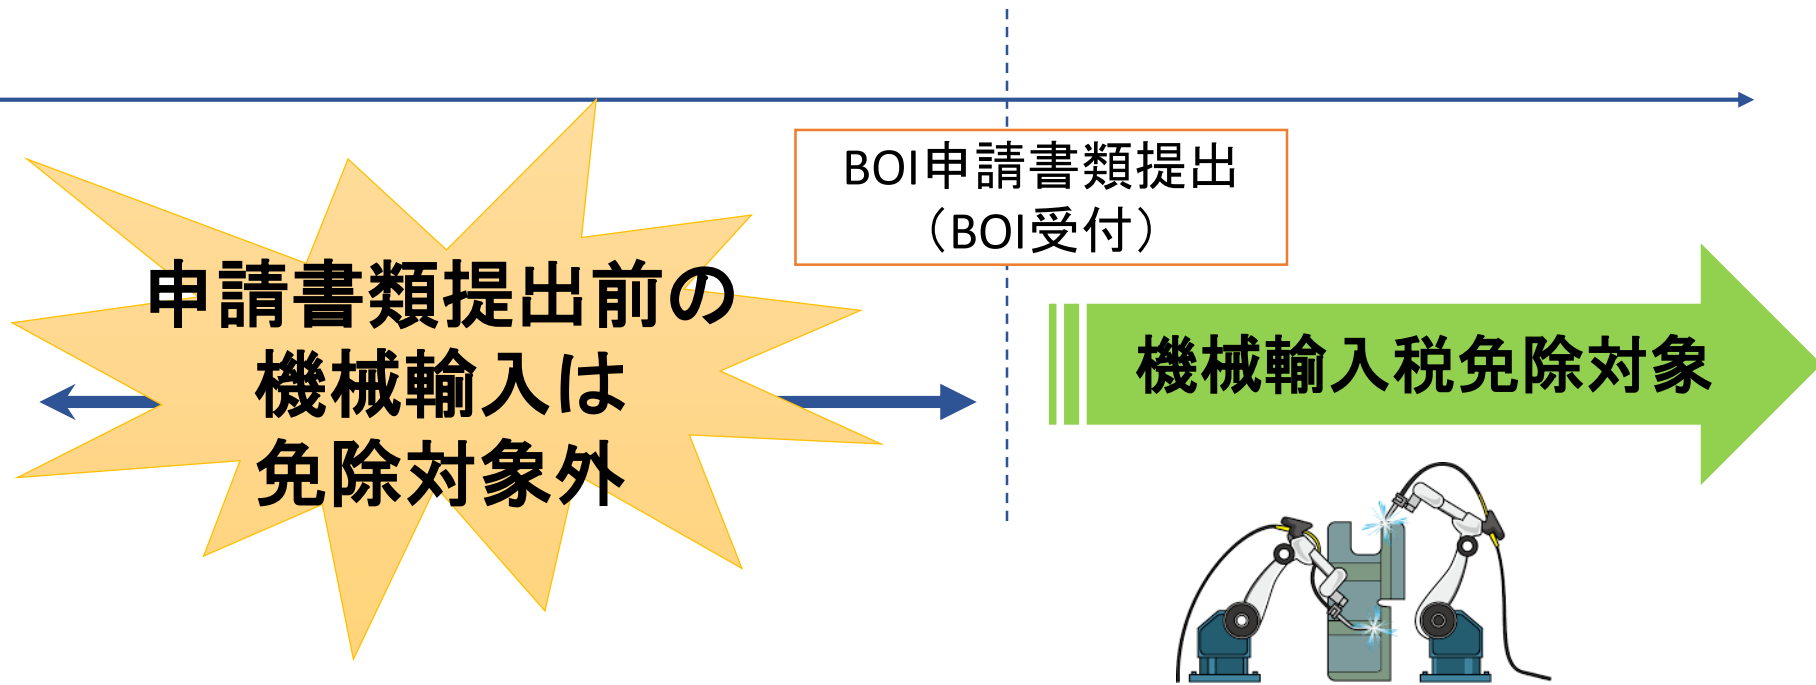 BOI申請書類提出
（BOI受付）
申請書類提出前の
機械輸入は
免除対象外
機械輸入税免除対象